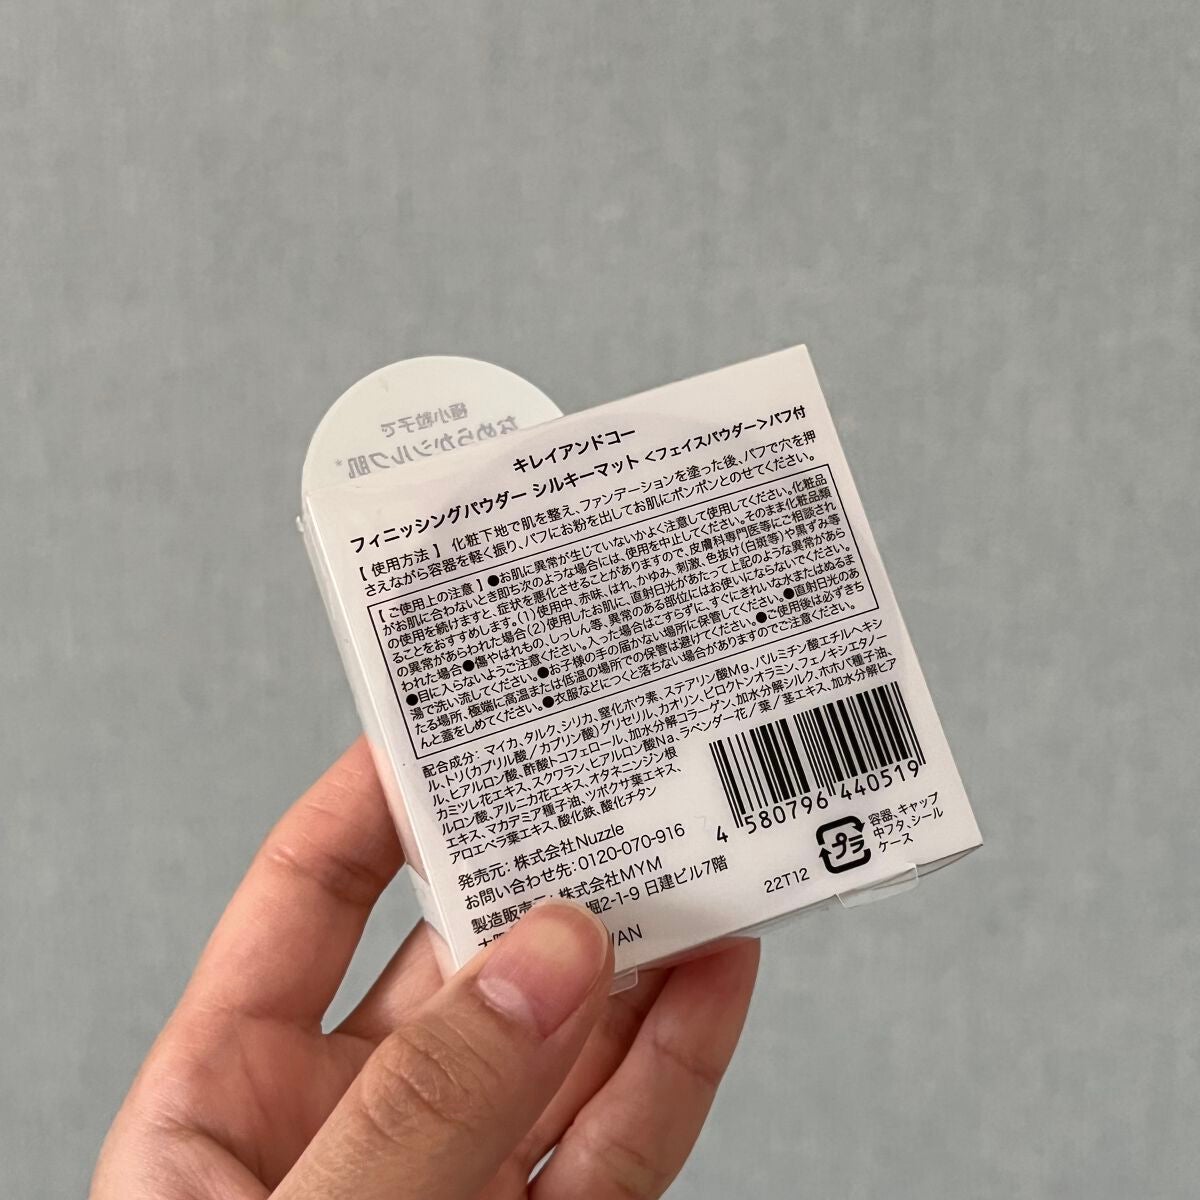 極小粒子で
なめらかシルク肌*
キレイアンドコー
フィニッシングパウダー シルキーマット <フェイスパウダー>パフ付
【 使用方法 】 化粧下地で肌を整え、ファンデーションを塗った後、パフで穴を押
さえながら容器を軽く振り、パフにお粉を出してお肌にポンポンとのせてください。
【 ご使用上の注意 】●お肌に異常が生じていないかよく注意して使用してください。化粧品
がお肌に合わないとき即ち次のような場合には、使用を中止してください。そのまま化粧品類
の使用を続けますと、症状を悪化させることがありますので、皮膚科専門医等にご相談され
ることをおすすめします。(1)使用中、赤味、はれ、かゆみ、刺激、色抜け(白斑等)や黒ずみ等
の異常があらわれた場合(2)使用したお肌に、直射日光があたって上記のような異常があら
われた場合●傷やはれもの、しっしん等、異常のある部位にはお使いにならないでください。
●目に入らないようご注意ください。入った場合はこすらずに、すぐにきれいな水またはぬるま
湯で洗い流してください。●お子様の手の届かない場所に保管してください。●直射日光のあ
たる場所、極端に高温または低温の場所での保管は避けてください。●ご使用後は必ずきち
んと蓋をしめてください。●衣服などにつくと落ちない場合がありますのでご注意ください。
配合成分: マイカ、タルク、シリカ、窒化ホウ素、ステアリン酸Mg、パルミチン酸エチルヘキシ
ル、トリ(カプリル酸/カプリン酸)グリセリル、カオリン、ピロクトンオラミン、フェノキシエタノー
ル、ヒアルロン酸、酢酸トコフェロール、加水分解コラーゲン、加水分解シルク、ホホバ種子油、
カミツレ花エキス、スクワラン、ヒアルロン酸Na、ラベンダー花/葉/茎エキス、加水分解ヒア
ルロン酸、アルニカ花エキス、オタネニンジン根
エキス、マカデミア種子油、ツボクサ葉エキス、
アロエベラ葉エキス、酸化鉄、酸化チタン
発売元: 株式会社Nuzzle
お問い合わせ先: 0120-070-916
製造販売元: 株式会社MYM
堀2-1-9 日建ビル7階
4 580796 440519
プラ
容器、キャップ
中フタ、シール
ケース
22T12